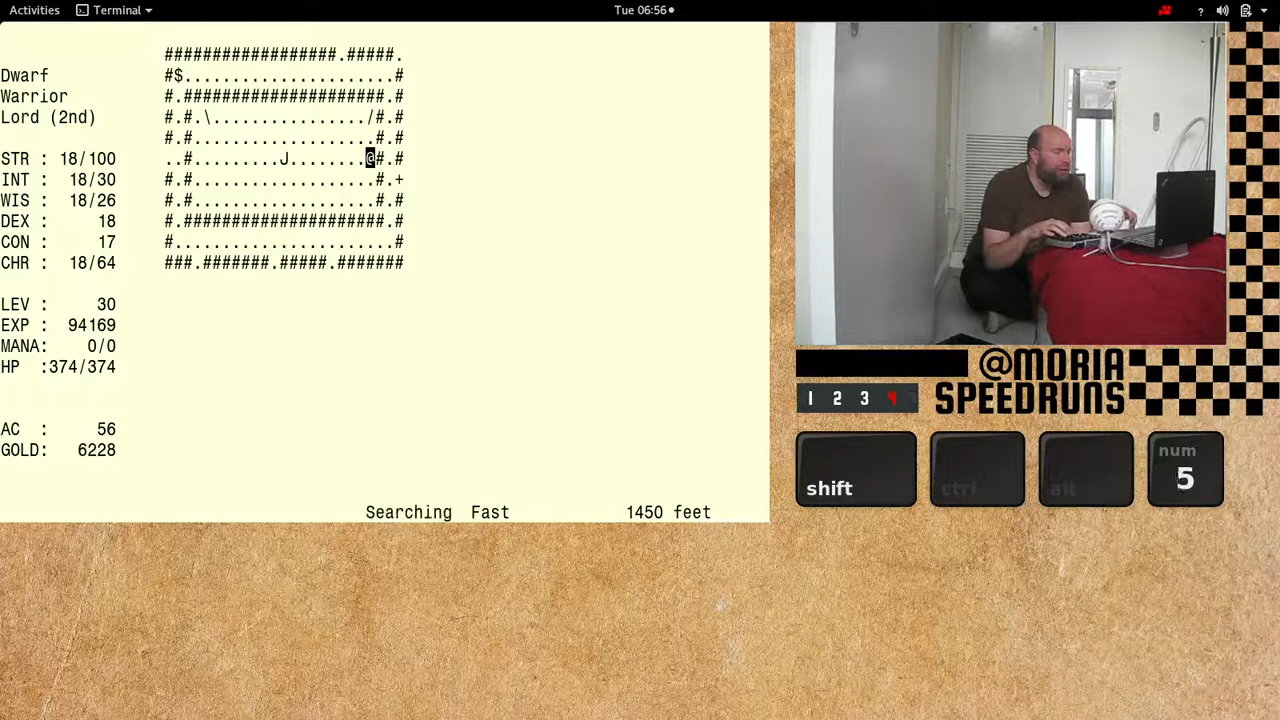 Activities Terminal Tue 06:56
#################.#####.
Dwarf #$.....................#
Warrior #.#####################.#
Lord (2nd) #.#.\................/#.#
#.#...................#.#
STR : 18/100 ..#.........J........@#.#
INT : 18/30 #.#...................#.+
WIS : 18/26 #.#...................#.#
DEX : 18 #.#####################.#
CON : 17 #.......................#
CHR : 18/64 ###.#######.#####.#######
LEV : 30
EXP : 94169
MANA: 0/0
HP :374/374
AC : 56
GOLD: 6228
Searching Fast 1450 feet
@MORIA
1 2 3 4 SPEEDRUNS
num
shift ctrl alt 5